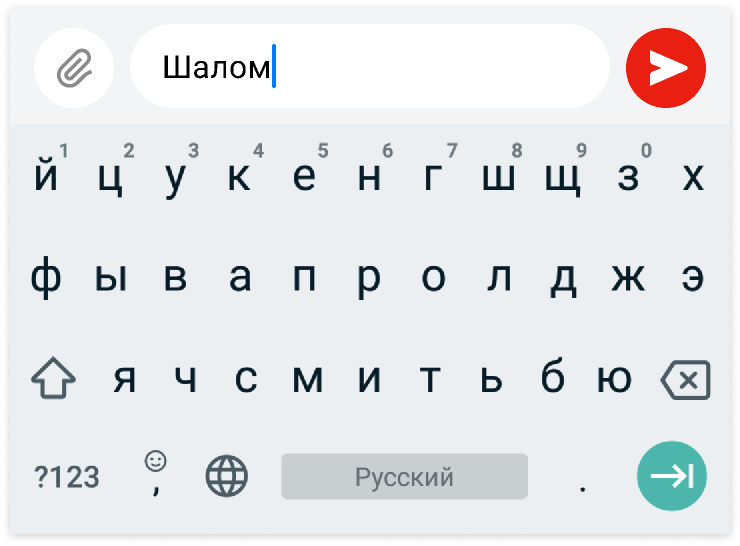 Шалом
1 2 3 4 5 6 7 8 9 0
й ц у к е н г ш щ з х
ф ы в а п р о л д ж э
я ч с м и т ь б ю
?123 , Русский .